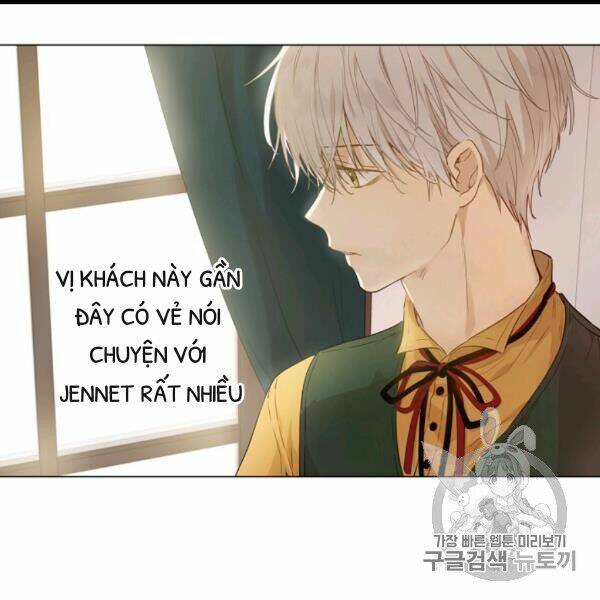 VỊ KHÁCH NÀY GẦN
ĐÂY CÓ VẺ NÓI
CHUYỆN VỚI
JENNET RẤT NHIỀU
가장 빠른 웹툰 미리보기
구글검색 뉴토끼